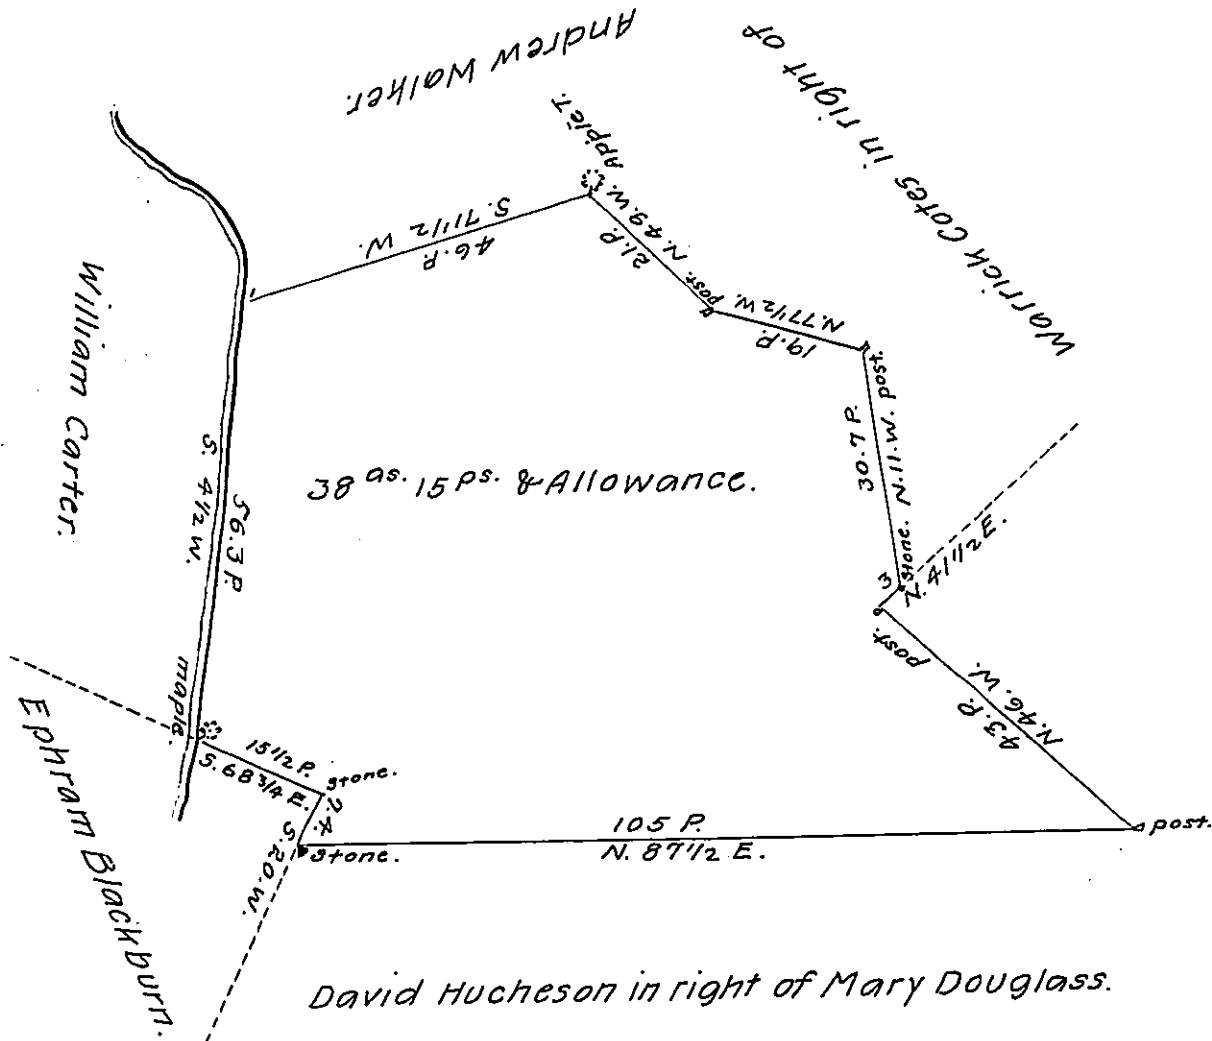 Andrew Walker.
Warrick Cotes in right of
Apple T.
S. 71 1/2 W.
46. P.
N. 49. W.
21. P.
post.
N. 77 1/2 W.
19. P.
post.
N. 11. W.
30.7 P.
stone.
3
N. 41 1/2 E.
post.
N. 46. W.
43. P.
post.
William Carter.
S. 4 1/2 W.
56.3 P
38 as. 15 ps. & Allowance.
maple.
15 1/2 P.
S. 68 3/4 E.
stone.
7. x.
S. 20. W.
stone.
105 P.
N. 87 1/2 E.
Ephram Blackburn.
David Hucheson in right of Mary Douglass.